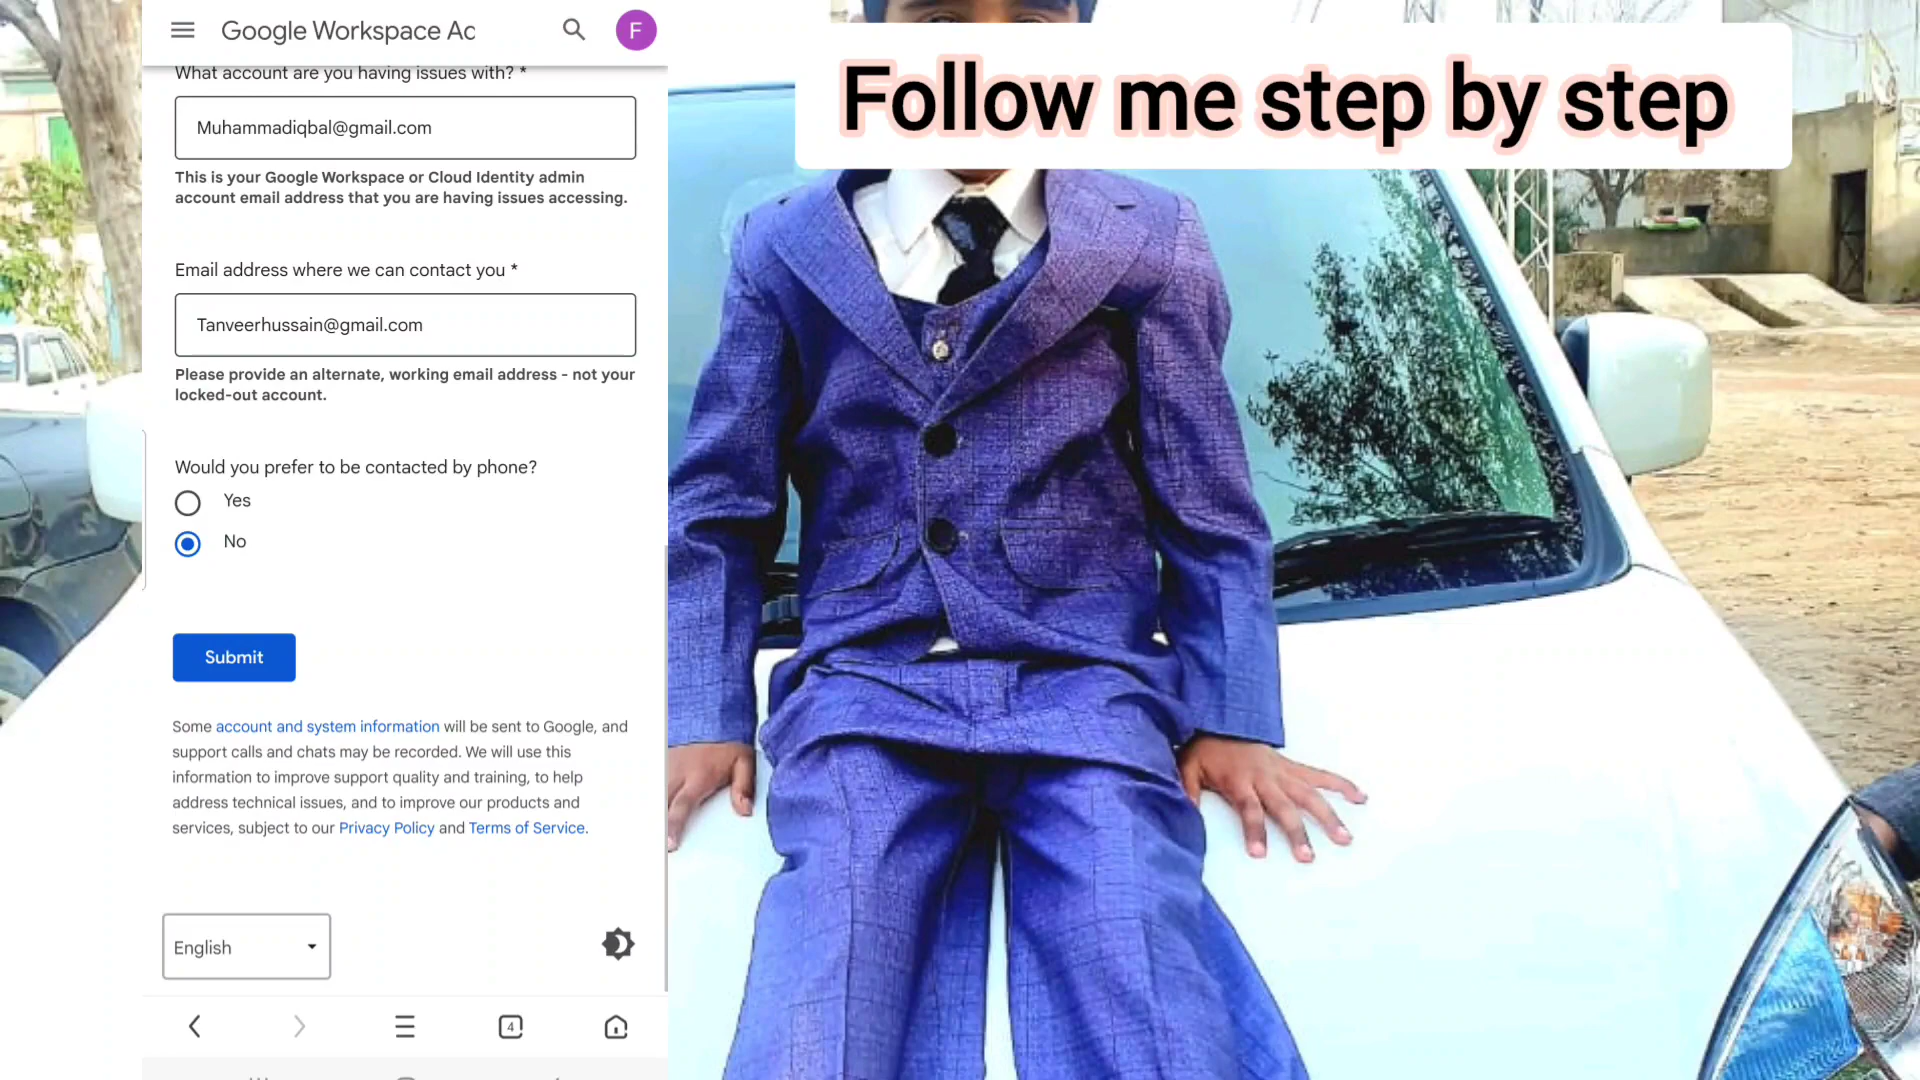 Google Workspace Ac
F
What account are you having issues with? *
Muhammadiqbal@gmail.com
This is your Google Workspace or Cloud Identity admin
account email address that you are having issues accessing.
Email address where we can contact you *
Tanveerhussain@gmail.com
Please provide an alternate, working email address - not your
locked-out account.
Would you prefer to be contacted by phone?
Yes
No
Submit
Some account and system information will be sent to Google, and
support calls and chats may be recorded. We will use this
information to improve support quality and training, to help
address technical issues, and to improve our products and
services, subject to our Privacy Policy and Terms of Service.
English
4
Follow me step by step